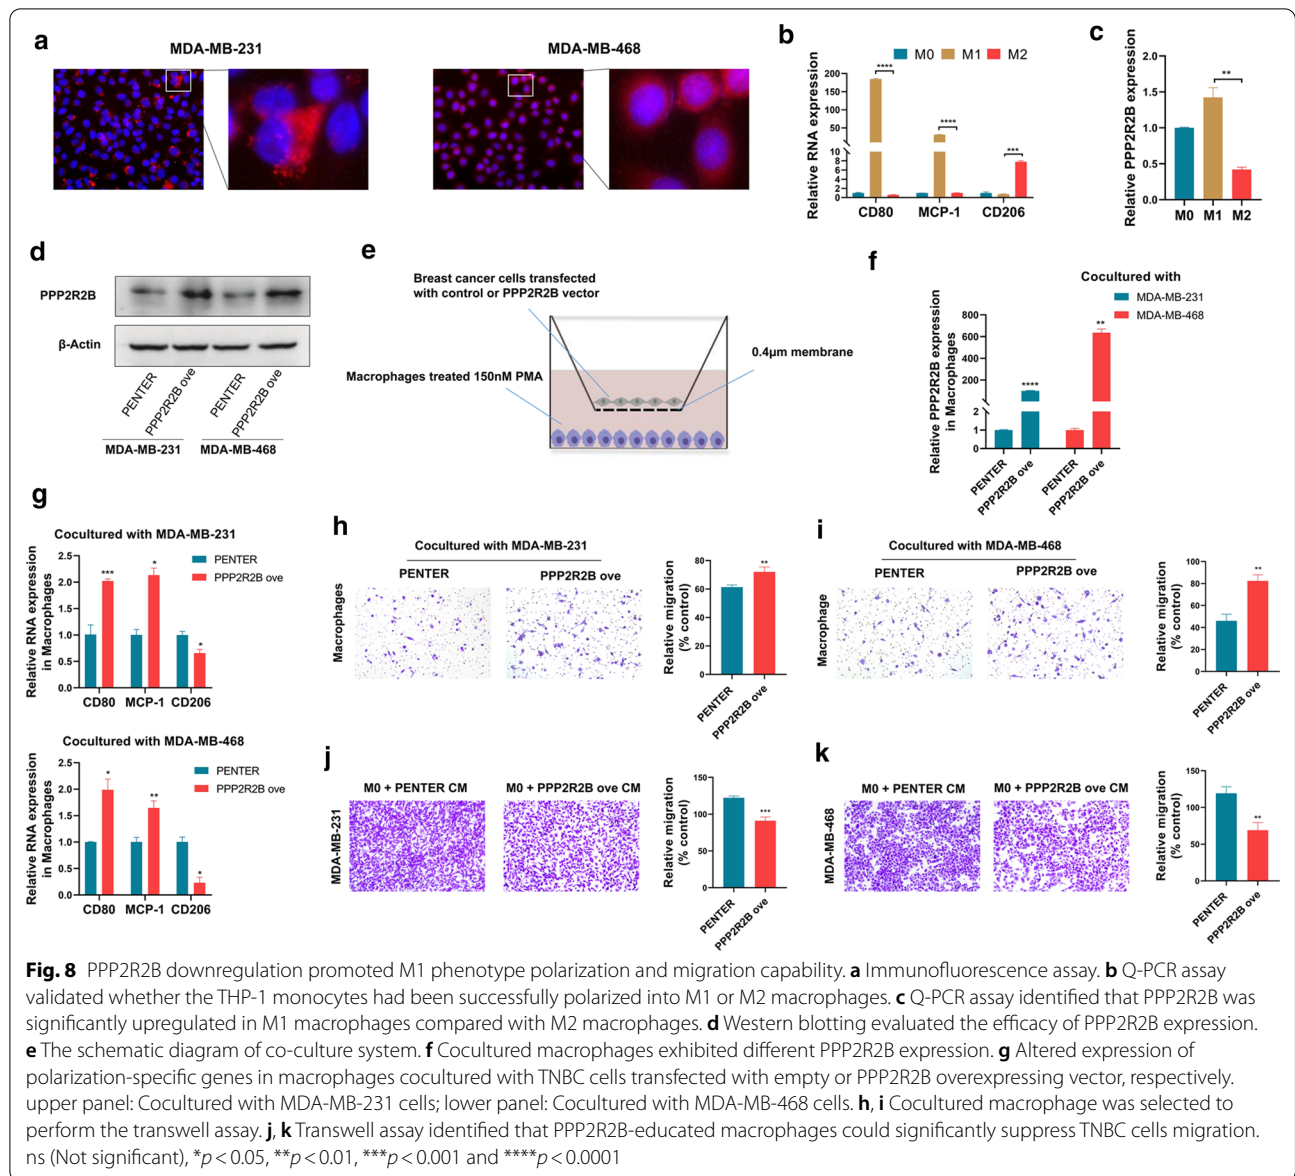 a
MDA-MB-231
MDA-MB-468
b
M0 M1 M2
Relative RNA expression
200
150
100
50
10
8
6
4
2
0
****
****
***
CD80 MCP-1 CD206
c
Relative PPP2R2B expression
2.0
1.5
1.0
0.5
0.0
**
M0 M1 M2
d
PPP2R2B
β-Actin
PENTER
PPP2R2B ove
PENTER
PPP2R2B ove
MDA-MB-231 MDA-MB-468
e
Breast cancer cells transfected
with control or PPP2R2B vector
0.4μm membrane
Macrophages treated 150nM PMA
f
Cocultured with
MDA-MB-231
MDA-MB-468
Relative PPP2R2B expression
in Macrophages
800
600
400
200
2
1
0
****
**
PENTER
PPP2R2B ove
PENTER
PPP2R2B ove
g
Cocultured with MDA-MB-231
Relative RNA expression
in Macrophages
2.5
2.0
1.5
1.0
0.5
0.0
PENTER
PPP2R2B ove
***
*
*
CD80 MCP-1 CD206
Cocultured with MDA-MB-468
Relative RNA expression
in Macrophages
2.5
2.0
1.5
1.0
0.5
0.0
PENTER
PPP2R2B ove
*
**
*
CD80 MCP-1 CD206
h
Cocultured with MDA-MB-231
PENTER PPP2R2B ove
Macrophages
Relative migration
(% control)
80
60
40
20
0
**
PENTER
PPP2R2B ove
i
Cocultured with MDA-MB-468
PENTER PPP2R2B ove
Macrophage
Relative migration
(% control)
100
80
60
40
20
0
**
PENTER
PPP2R2B ove
j
M0 + PENTER CM M0 + PPP2R2B ove CM
MDA-MB-231
Relative migration
(% control)
150
100
50
0
***
PENTER
PPP2R2B ove
k
M0 + PENTER CM M0 + PPP2R2B ove CM
MDA-MB-468
Relative migration
(% control)
160
120
80
40
0
**
PENTER
PPP2R2B ove
Fig. 8 PPP2R2B downregulation promoted M1 phenotype polarization and migration capability. a Immunofluorescence assay. b Q-PCR assay
validated whether the THP-1 monocytes had been successfully polarized into M1 or M2 macrophages. c Q-PCR assay identified that PPP2R2B was
significantly upregulated in M1 macrophages compared with M2 macrophages. d Western blotting evaluated the efficacy of PPP2R2B expression.
e The schematic diagram of co-culture system. f Cocultured macrophages exhibited different PPP2R2B expression. g Altered expression of
polarization-specific genes in macrophages cocultured with TNBC cells transfected with empty or PPP2R2B overexpressing vector, respectively.
upper panel: Cocultured with MDA-MB-231 cells; lower panel: Cocultured with MDA-MB-468 cells. h, i Cocultured macrophage was selected to
perform the transwell assay. j, k Transwell assay identified that PPP2R2B-educated macrophages could significantly suppress TNBC cells migration.
ns (Not significant), *p < 0.05, **p < 0.01, ***p < 0.001 and ****p < 0.0001